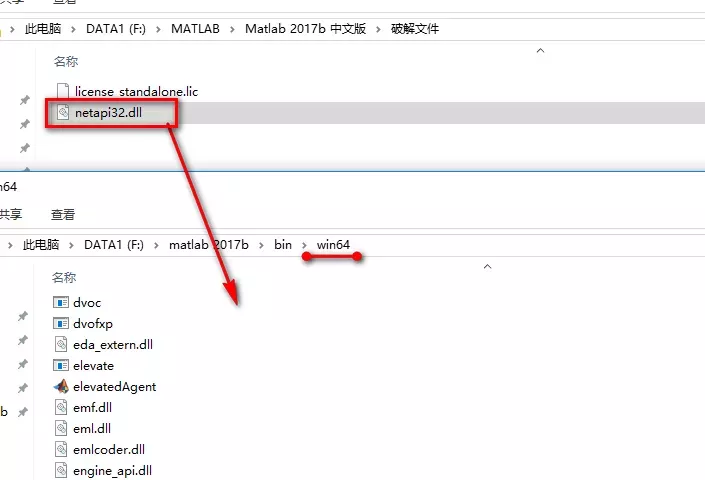 共享 查看
此电脑 > DATA1 (F:) > MATLAB > Matlab 2017b 中文版 > 破解文件
名称
license_standalone.lic
netapi32.dll
n64
共享 查看
此电脑 > DATA1 (F:) > matlab 2017b > bin > win64
名称
dvoc
dvofxp
eda_extern.dll
elevate
elevatedAgent
emf.dll
b
eml.dll
emlcoder.dll
engine_api.dll